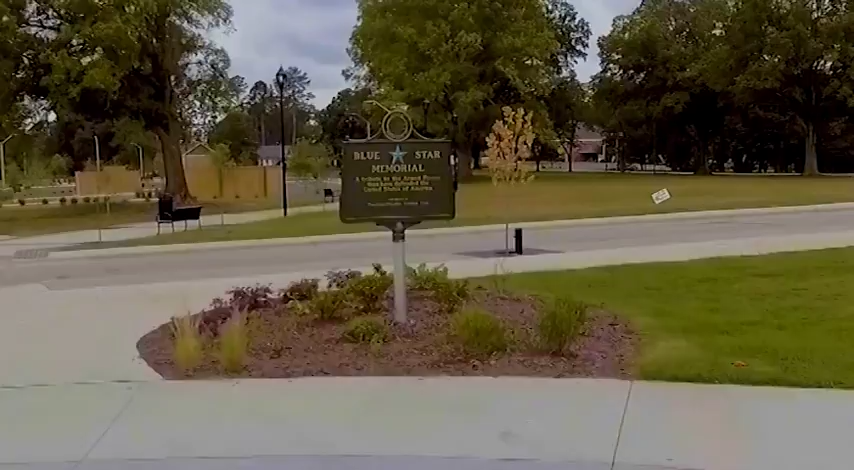 BLUE STAR
MEMORIAL
A tribute to the Armed Forces
that have defended the
United States of America